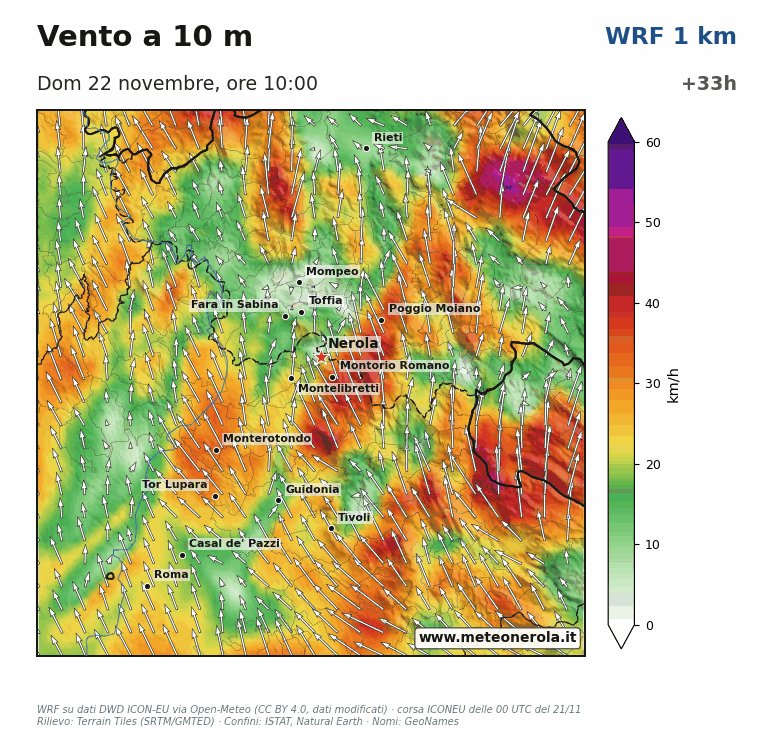 Vento a 10 m
WRF 1 km
Dom 22 novembre, ore 10:00
+33h
Rieti
Mompeo
Fara in Sabina
Toffia
Poggio Moiano
Nerola
Montorio Romano
Montelibretti
Monterotondo
Tor Lupara
Guidonia
Tivoli
Casal de' Pazzi
Roma
www.meteonerola.it
60
50
40
30
20
10
0
km/h
WRF su dati DWD ICON-EU via Open-Meteo (CC BY 4.0, dati modificati) · corsa ICONEU delle 00 UTC del 21/11
Rilievo: Terrain Tiles (SRTM/GMTED) · Confini: ISTAT, Natural Earth · Nomi: GeoNames